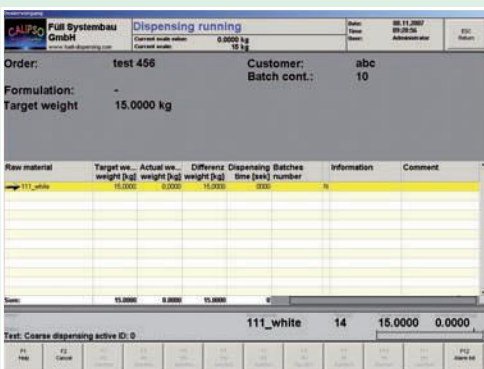 CALIPSO
Füll Systembau GmbH
www.fuell-dispensing.com
Dispensing running
Current scale value: 0.0000 kg
Current scale: 15 kg
Date: 08.11.2007
Time 09:20:56
User: Administrator
ESC Return
Order: test 456
Customer: abc
Batch cont.: 10
Formulation: -
Target weight 15.0000 kg
Raw material Target we... weight [kg] Actual we... weight [kg] Differenz weight [kg] Dispensing time [sek] Batches number Information Comment
111_white 15,0000 0,0000 15,0000 0000 N
Sum: 15.0000 0.0000 15.0000 0
111_white 14 15.0000 0.0000
Test: Coarse dispensing active ID: 0
F1 Help
F2 Cancel
F12 Alarm list